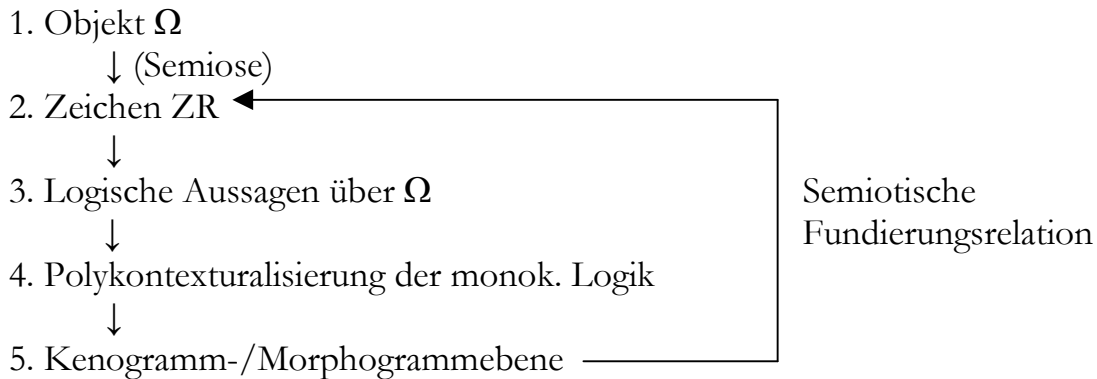 1. Objekt Ω
↓ (Semiose)
2. Zeichen ZR
↓
3. Logische Aussagen über Ω
↓
4. Polykontexturalisierung der monok. Logik
↓
5. Kenogramm-/Morphogrammebene
Semiotische
Fundierungsrelation